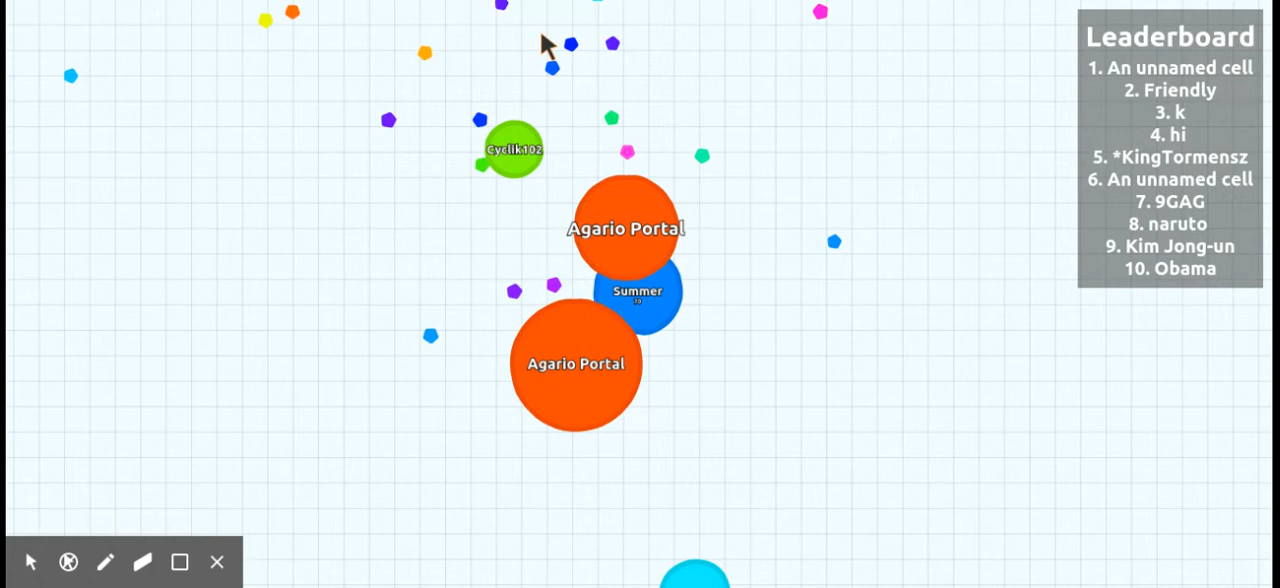 Leaderboard
1. An unnamed cell
2. Friendly
3. k
4. hi
5. *KingTormensz
6. An unnamed cell
7. 9GAG
8. naruto
9. Kim Jong-un
10. Obama
Cyclik102
Agario Portal
Summer
70
Agario Portal